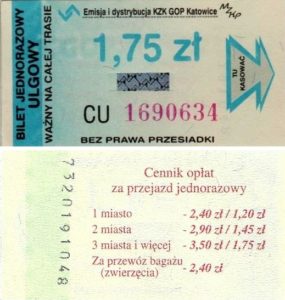 Emisja i dystrybucja KZK GOP Katowice
BILET JEDNORAZOWY
ULGOWY
WAŻNY NA CAŁEJ TRASIE
1,75 zł
TU
KASOWAĆ
CU 1690634
BEZ PRAWA PRZESIADKI
7320191048
Cennik opłat
za przejazd jednorazowy
1 miasto - 2,40 zł / 1,20 zł
2 miasta - 2,90 zł / 1,45 zł
3 miasta i więcej - 3,50 zł / 1,75 zł
Za przewóz bagażu
(zwierzęcia) - 2,40 zł